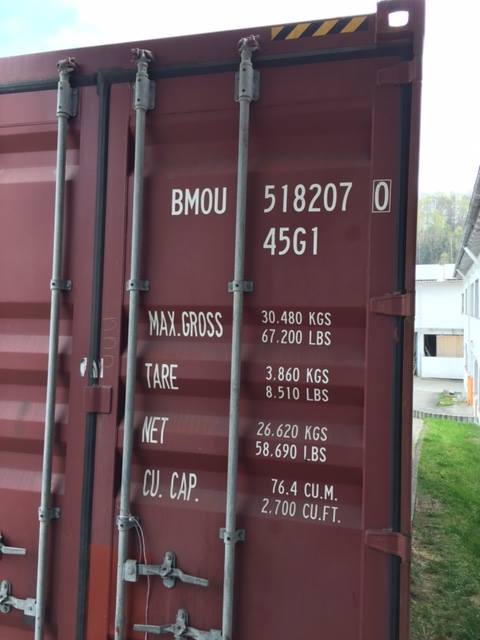 BMOU 518207 0
45G1
MAX.GROSS 30.480 KGS
67.200 LBS
TARE 3.860 KGS
8.510 LBS
NET 26.620 KGS
58.690 LBS
CU. CAP. 76.4 CU.M.
2.700 CU.FT.